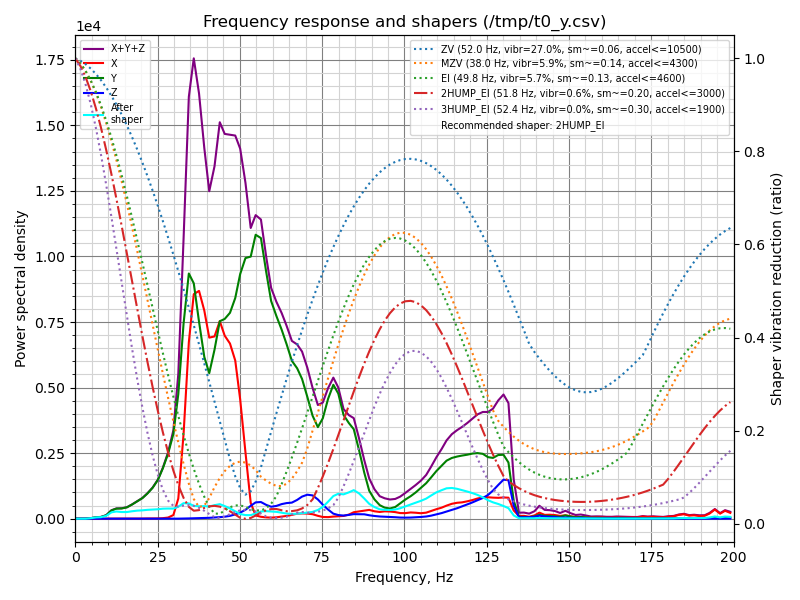 Frequency response and shapers (/tmp/t0_y.csv)
1e4
X+Y+Z
X
Y
Z
After
shaper
ZV (52.0 Hz, vibr=27.0%, sm~=0.06, accel<=10500)
MZV (38.0 Hz, vibr=5.9%, sm~=0.14, accel<=4300)
EI (49.8 Hz, vibr=5.7%, sm~=0.13, accel<=4600)
2HUMP_EI (51.8 Hz, vibr=0.6%, sm~=0.20, accel<=3000)
3HUMP_EI (52.4 Hz, vibr=0.0%, sm~=0.30, accel<=1900)
Recommended shaper: 2HUMP_EI
Power spectral density
1.75
1.50
1.25
1.00
0.75
0.50
0.25
0.00
1.0
0.8
0.6
0.4
0.2
0.0
Shaper vibration reduction (ratio)
0 25 50 75 100 125 150 175 200
Frequency, Hz